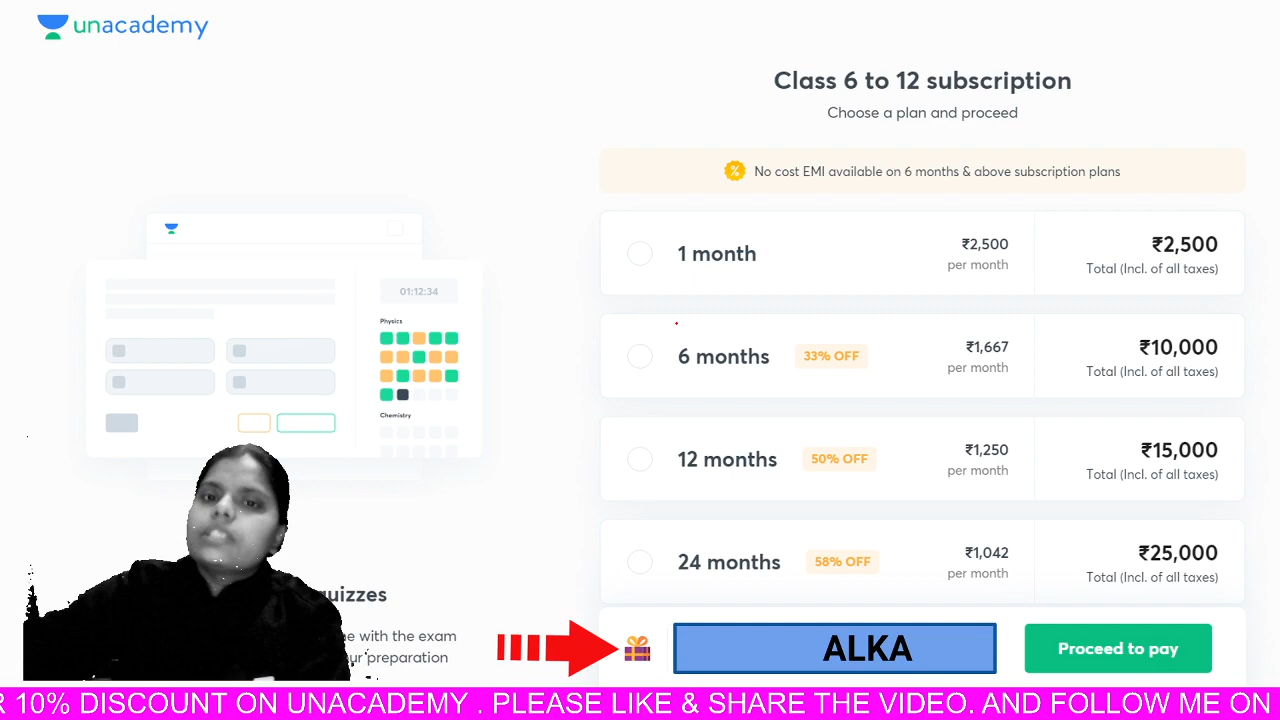 unacademy
Class 6 to 12 subscription
Choose a plan and proceed
No cost EMI available on 6 months & above subscription plans
1 month ₹2,500 ₹2,500
per month Total (Incl. of all taxes)
6 months 33% OFF ₹1,667 ₹10,000
per month Total (Incl. of all taxes)
12 months 50% OFF ₹1,250 ₹15,000
per month Total (Incl. of all taxes)
24 months 58% OFF ₹1,042 ₹25,000
per month Total (Incl. of all taxes)
01:12:34
Physics
Chemistry
quizzes
with the exam
preparation
ALKA
Proceed to pay
10% DISCOUNT ON UNACADEMY . PLEASE LIKE & SHARE THE VIDEO. AND FOLLOW ME ON